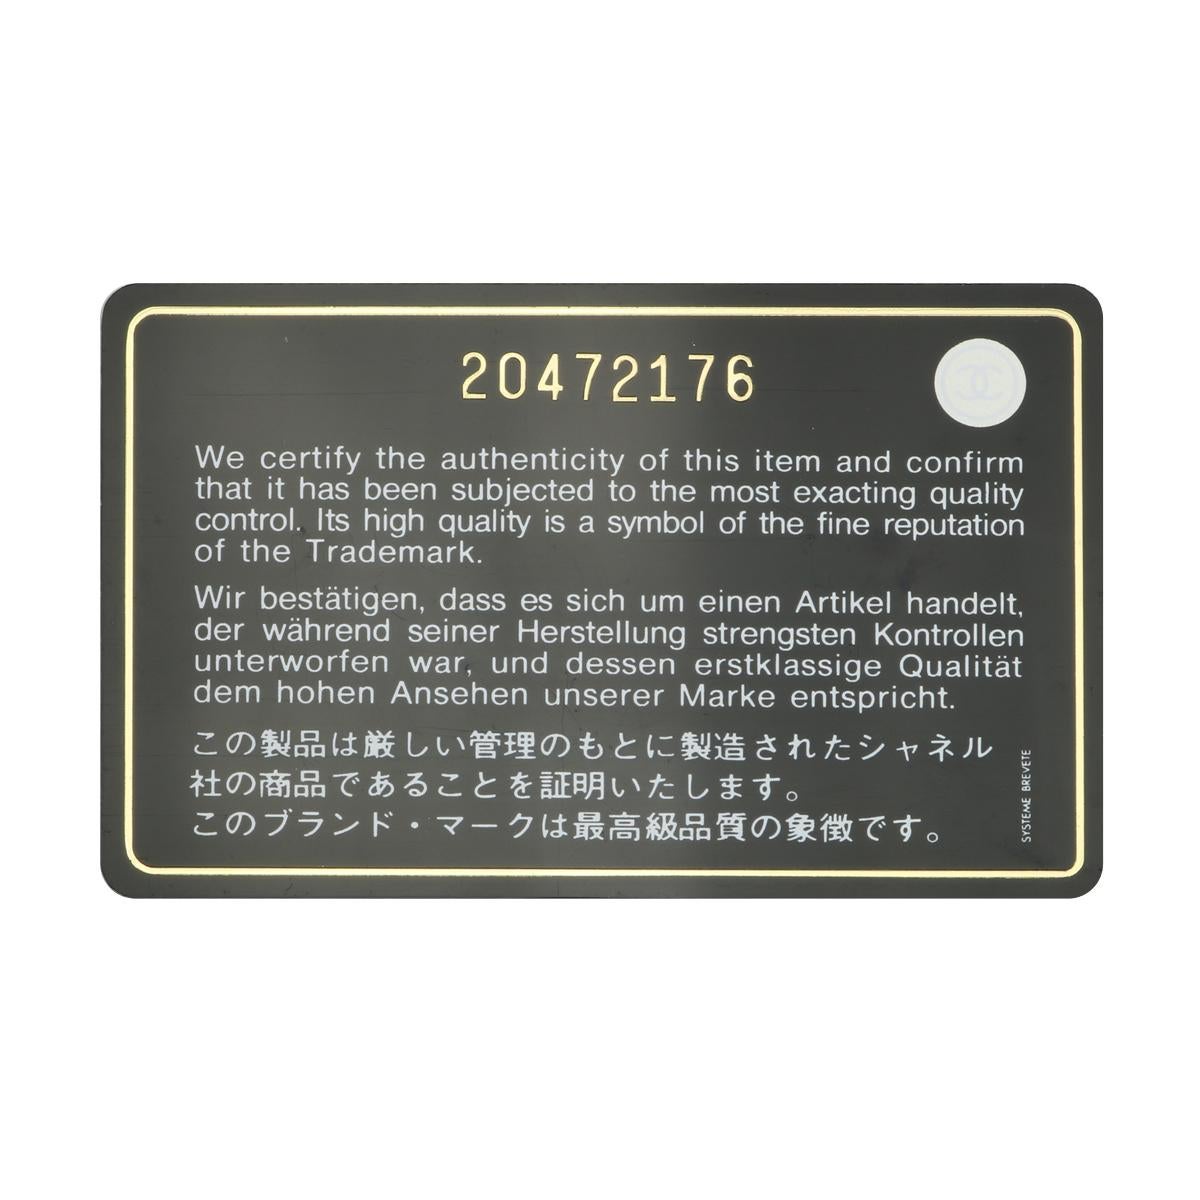 20472176
We certify the authenticity of this item and confirm
that it has been subjected to the most exacting quality
control. Its high quality is a symbol of the fine reputation
of the Trademark.
Wir bestätigen, dass es sich um einen Artikel handelt,
der während seiner Herstellung strengsten Kontrollen
unterworfen war, und dessen erstklassige Qualität
dem hohen Ansehen unserer Marke entspricht.
この製品は厳しい管理のもとに製造されたシャネル
社の商品であることを証明いたします。
このブランド・マークは最高級品質の象徴です。
SYSTEME BREVETE